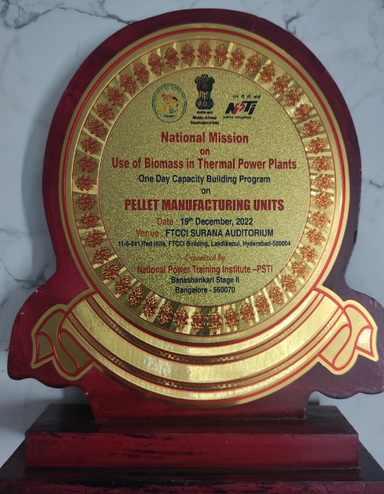 National Mission
on
Use of Biomass in Thermal Power Plants
One Day Capacity Building Program
on
PELLET MANUFACTURING UNITS
Date : 19th December, 2022
Venue : FTCCI SURANA AUDITORIUM
11-6-841,Red Hills, FTCCI Building, Lakdikapul, Hyderabad-500004
Organized by
National Power Training Institute –PSTI
Banashankari Stage II
Bangalore - 560070